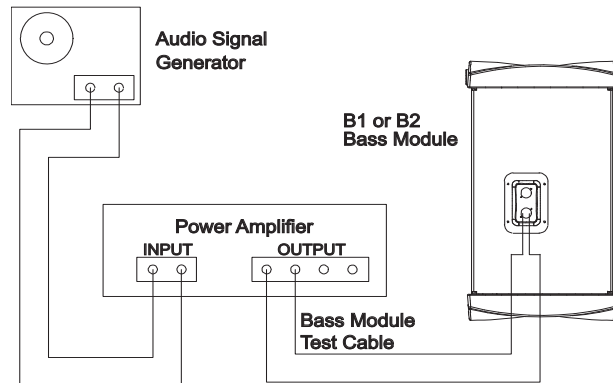 Audio Signal
Generator
B1 or B2
Bass Module
Power Amplifier
INPUT
OUTPUT
Bass Module
Test Cable